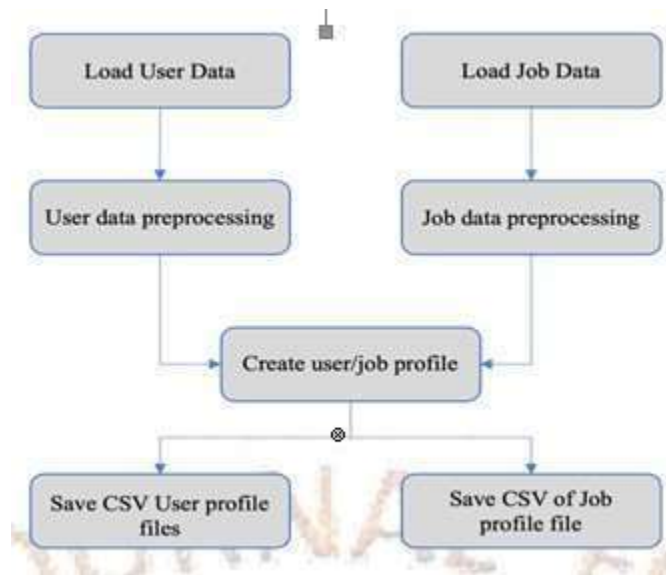 Load User Data
Load Job Data
User data preprocessing
Job data preprocessing
Create user/job profile
Save CSV User profile
files
Save CSV of Job
profile file